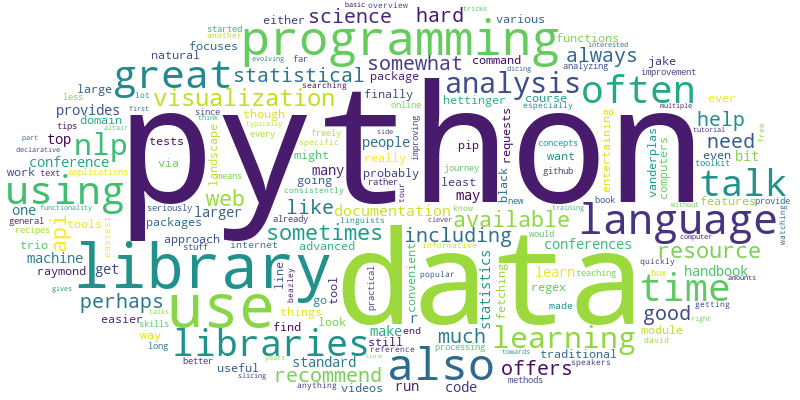 basic overview
tricks
either science hard various
started
another
natural focuses programming functions
evolving far somewhat command always jake
interested
great statistical package analysis analyzing dicing improvement
large searching
less lot visualization finally often
provides since first hettinger course ever
altair online especially multiple
domain though python requests help
tips tests freely people improving pip
top nlp every specific side concepts tutorial free
part conference via might really want need even bit
declarative think landscape entertaining vanderplas computers toolkit
work text applications typically many probably journey github talk
using means going rather least black features
one functionality web consistently tour may new book without provide
general seriously already like documentation know training language computer watching
recipes api tools larger linguists clever available
trio packages easiest sometimes including would conferences resource
raymond approach internet advanced informative
machine stuff line beazley library data tool practical convenient popular statistics fetching learn teaching quickly box handbook
get gives use go r regex made time amounts getting
perhaps things
easier skills talks find look make end much learning good module right david
way libraries still processing towards
long years standard reference core offers traditional
better useful slicing recommend also speakers
anything videos run code methods